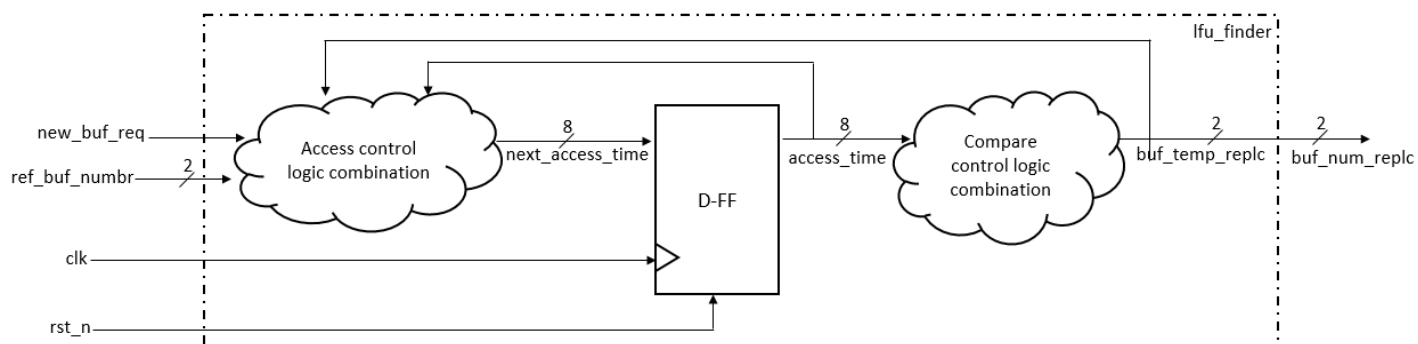 lfu_finder
new_buf_req
ref_buf_numbr
2
Access control
logic combination
8
next_access_time
D-FF
8
access_time
Compare
control logic
combination
2
buf_temp_replc
2
buf_num_replc
clk
rst_n